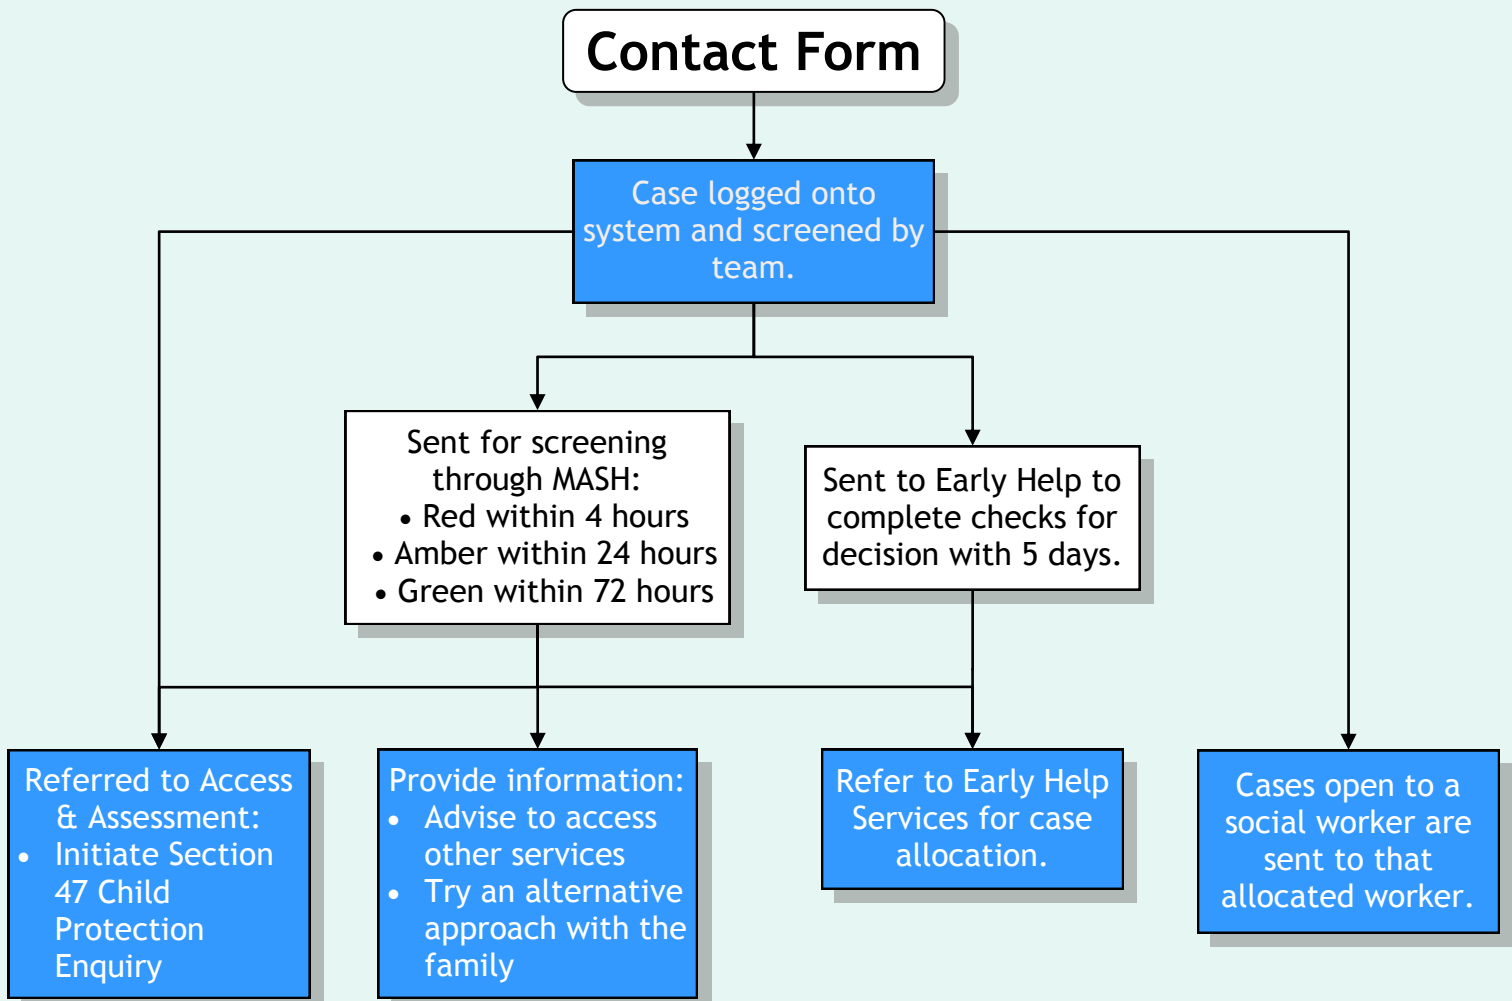 Contact Form
Case logged onto
system and screened by
team.
Sent for screening
through MASH:
• Red within 4 hours
• Amber within 24 hours
• Green within 72 hours
Sent to Early Help to
complete checks for
decision with 5 days.
Referred to Access
& Assessment:
• Initiate Section
47 Child
Protection
Enquiry
Provide information:
• Advise to access
other services
• Try an alternative
approach with the
family
Refer to Early Help
Services for case
allocation.
Cases open to a
social worker are
sent to that
allocated worker.